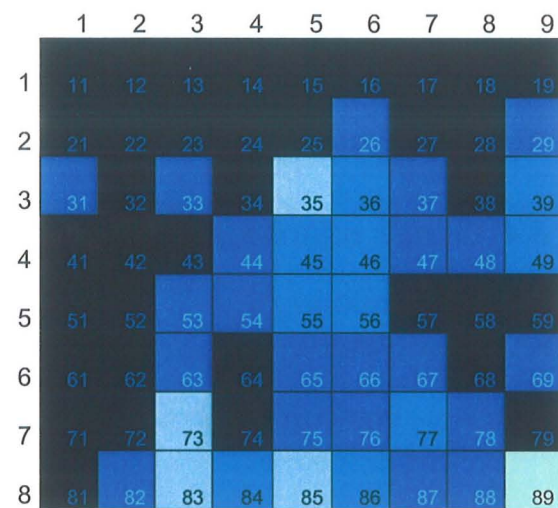 1 2 3 4 5 6 7 8 9
1 11 12 13 14 15 16 17 18 19
2 21 22 23 24 25 26 27 28 29
3 31 32 33 34 35 36 37 38 39
4 41 42 43 44 45 46 47 48 49
5 51 52 53 54 55 56 57 58 59
6 61 62 63 64 65 66 67 68 69
7 71 72 73 74 75 76 77 78 79
8 81 82 83 84 85 86 87 88 89